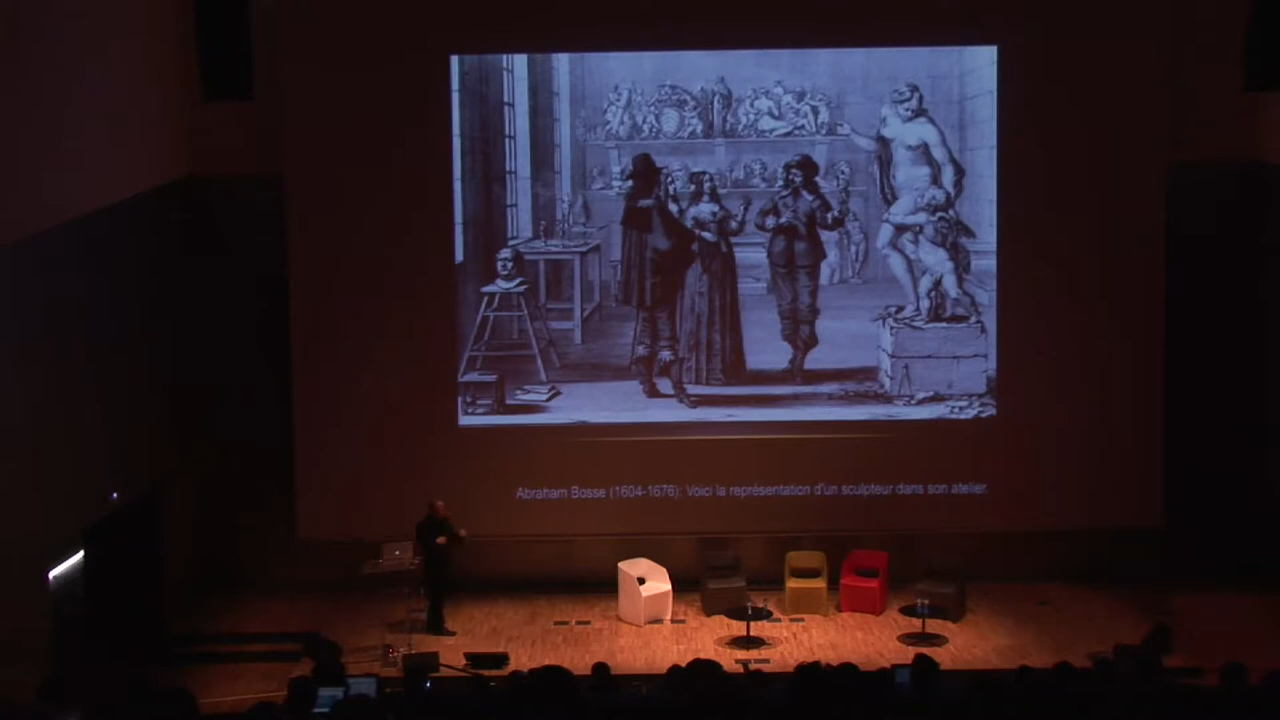 Abraham Bosse (1604-1676): Voici la représentation d'un sculpteur dans son atelier.